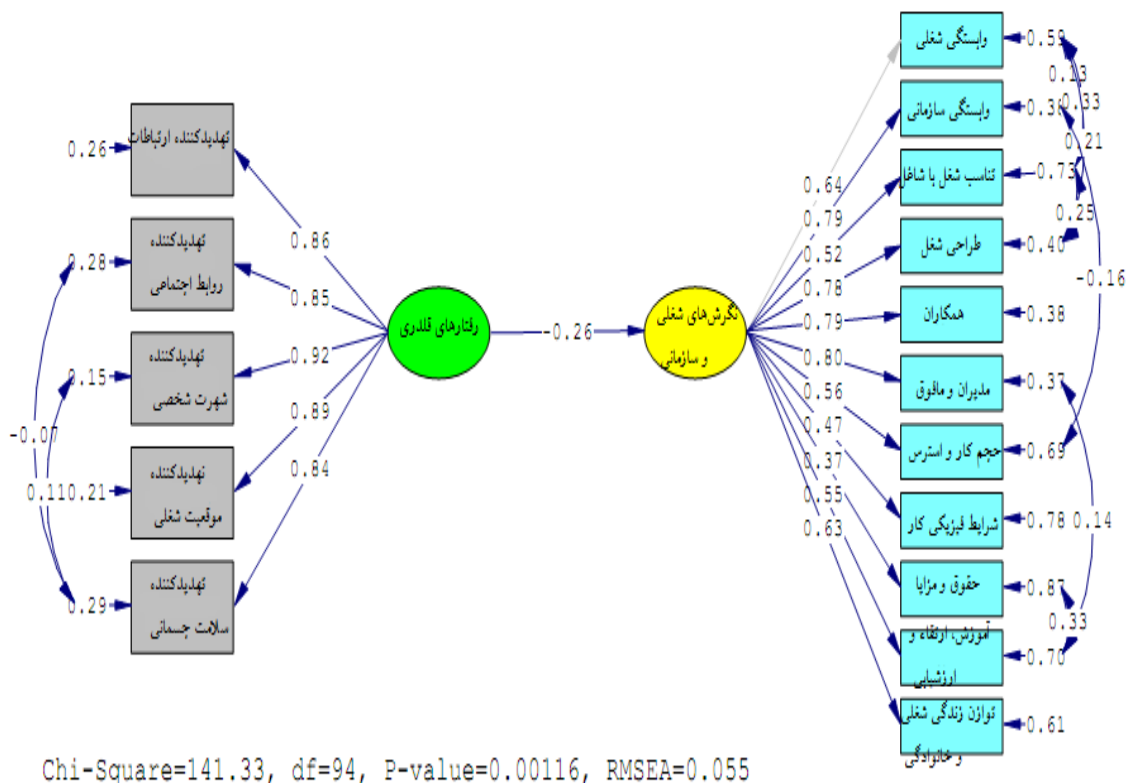 تهدیدکننده ارتباطات
0.26
تهدیدکننده
روابط اجتماعی
0.28
تهدیدکننده
شهرت شخصی
0.15
تهدیدکننده
موقعیت شغلی
0.21
تهدیدکننده
سلامت جسمانی
0.29
-0.07
0.11
0.86
0.85
0.92
0.89
0.84
رفتارهای قلدری
-0.26
نگرش‌های شغلی
و سازمانی
0.64
0.79
0.52
0.78
0.79
0.80
0.56
0.47
0.37
0.55
0.63
وابستگی شغلی
0.59
وابستگی سازمانی
تناسب شغل با شاغل
0.73
طراحی شغل
0.40
همکاران
0.38
مدیران و مافوق
0.37
حجم کار و استرس
0.69
شرایط فیزیکی کار
0.78
حقوق و مزایا
0.87
آموزش، ارتقاء و
ارزشیابی
0.70
توازن زندگی شغلی
و خانوادگی
0.61
0.13
0.33
0.21
0.25
-0.16
0.14
0.33
Chi-Square=141.33, df=94, P-value=0.00116, RMSEA=0.055